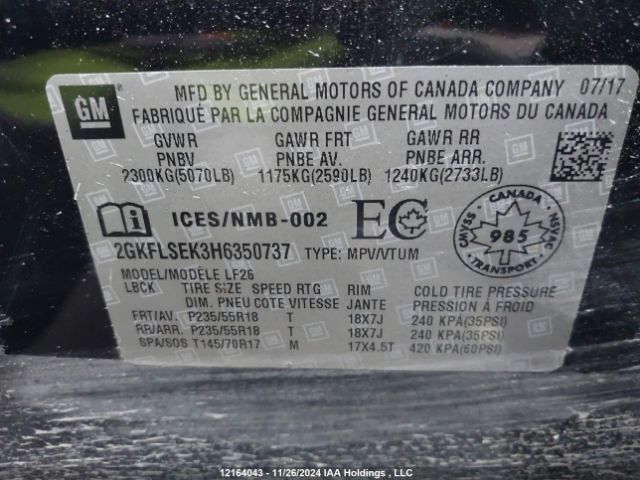 GM
MFD BY GENERAL MOTORS OF CANADA COMPANY 07/17
FABRIQUÉ PAR LA COMPAGNIE GENERAL MOTORS DU CANADA
GVWR GAWR FRT GAWR RR
PNBV PNBE AV. PNBE ARR.
2300KG(5070LB) 1175KG(2590LB) 1240KG(2733LB)
ICES/NMB-002 EC
CANADA
CMVSS 985 NSVAC
TRANSPORT
2GKFLSEK3H6350737 TYPE: MPV/VTUM
MODEL/MODÈLE LF26
LBCK TIRE SIZE SPEED RTG RIM COLD TIRE PRESSURE
DIM. PNEU COTE VITESSE JANTE PRESSION À FROID
FRT/AV. P235/55R18 T 18X7J 240 KPA(35PSI)
RR/ARR. P235/55R18 T 18X7J 240 KPA(35PSI)
SPA/SOS T145/70R17 M 17X4.5T 420 KPA(60PSI)
12164043 - 11/26/2024 IAA Holdings , LLC